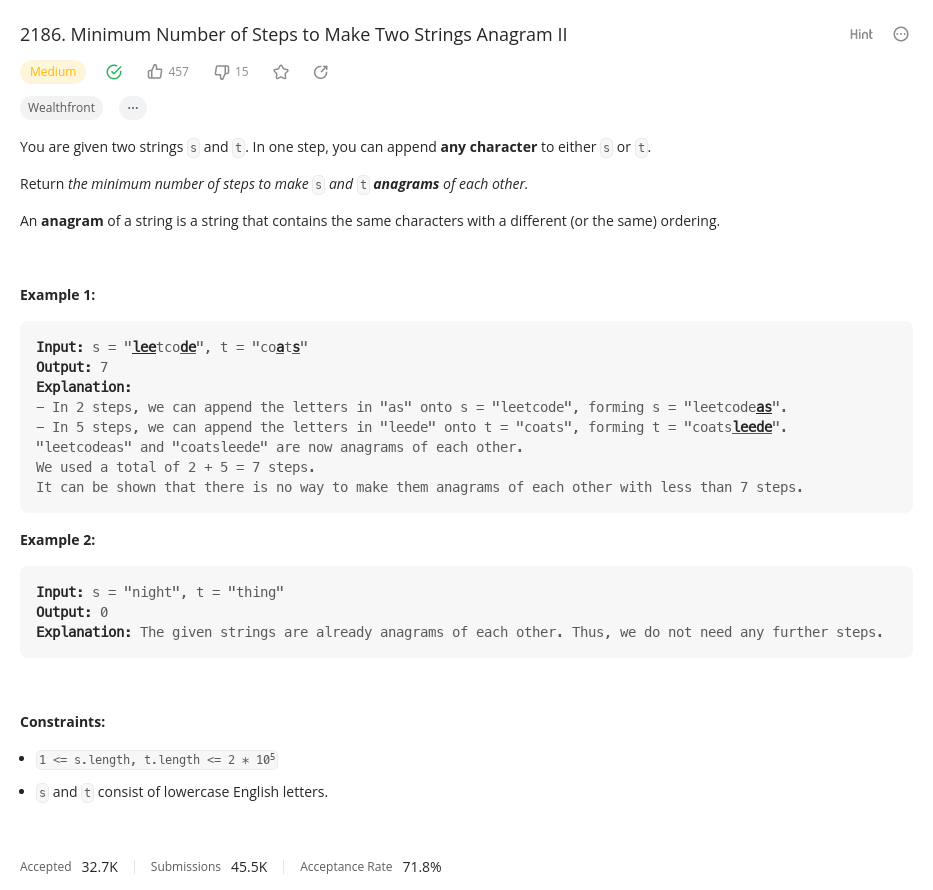 2186. Minimum Number of Steps to Make Two Strings Anagram II
Hint
Medium
457
15
Wealthfront
...
You are given two strings s and t. In one step, you can append any character to either s or t.
Return the minimum number of steps to make s and t anagrams of each other.
An anagram of a string is a string that contains the same characters with a different (or the same) ordering.
Example 1:
Input: s = "leetcode", t = "coats"
Output: 7
Explanation:
- In 2 steps, we can append the letters in "as" onto s = "leetcode", forming s = "leetcodeas".
- In 5 steps, we can append the letters in "leede" onto t = "coats", forming t = "coatsleede".
"leetcodeas" and "coatsleede" are now anagrams of each other.
We used a total of 2 + 5 = 7 steps.
It can be shown that there is no way to make them anagrams of each other with less than 7 steps.
Example 2:
Input: s = "night", t = "thing"
Output: 0
Explanation: The given strings are already anagrams of each other. Thus, we do not need any further steps.
Constraints:
• 1 <= s.length, t.length <= 2 * 10⁵
• s and t consist of lowercase English letters.
Accepted 32.7K Submissions 45.5K Acceptance Rate 71.8%